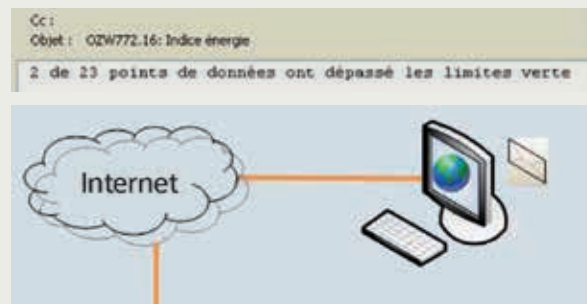 Cc :
Objet : OZW772.16: Indice énergie
2 de 23 points de données ont dépassé les limites verte
Internet